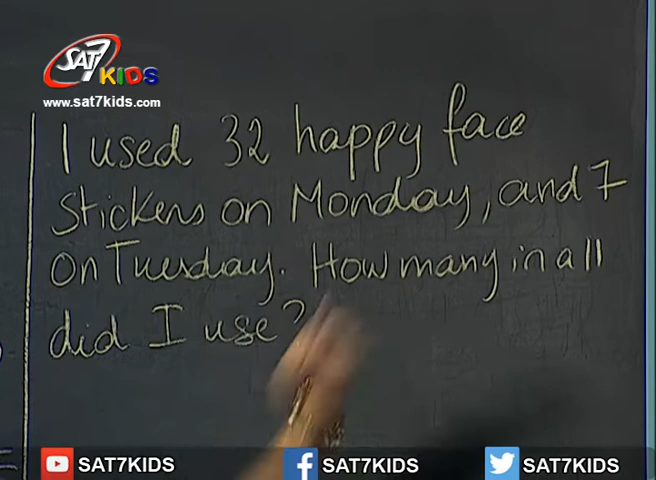 SAT7
KIDS
www.sat7kids.com
I used 32 happy face
stickers on Monday, and 7
on Tuesday. How many in all
did I use?
SAT7KIDS
SAT7KIDS
SAT7KIDS